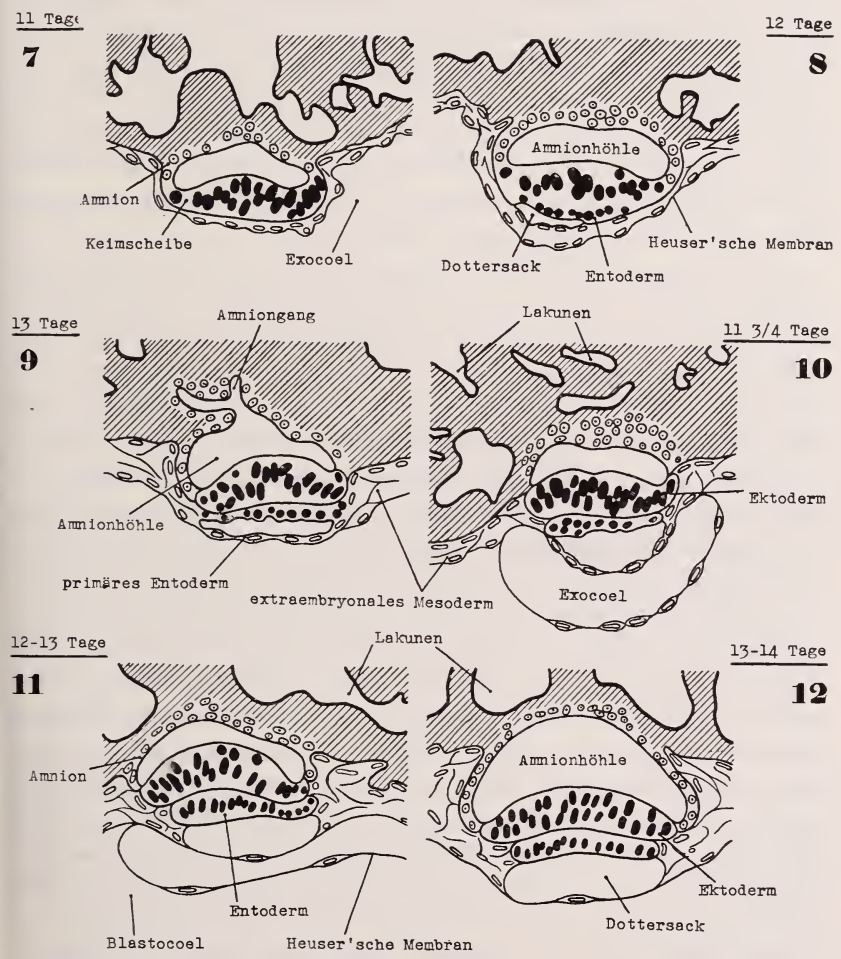 11 Tage
7
12 Tage
8
Amnionhöhle
Amnion
Keimscheibe
Exocoel
Heuser'sche Membran
Dottersack
Entoderm
13 Tage
9
Amniongang
Lakunen
11 3/4 Tage
10
Ektoderm
Amnionhöhle
Exocoel
primäres Entoderm
extraembryonales Mesoderm
12-13 Tage
11
Lakunen
13-14 Tage
12
Amnionhöhle
Amnion
Entoderm
Ektoderm
Dottersack
Blastocoel
Heuser'sche Membran